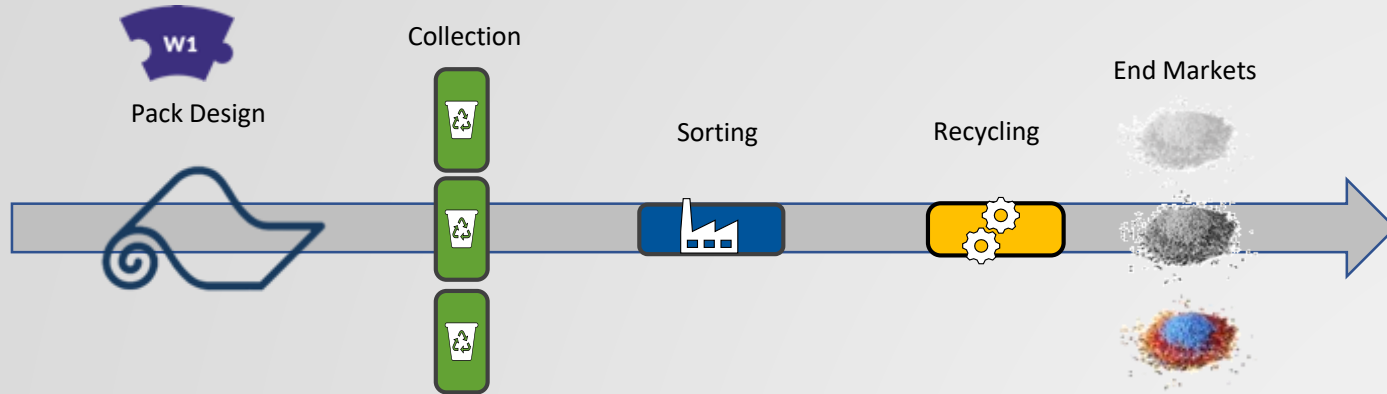 W1
Pack Design
Collection
Sorting
Recycling
End Markets